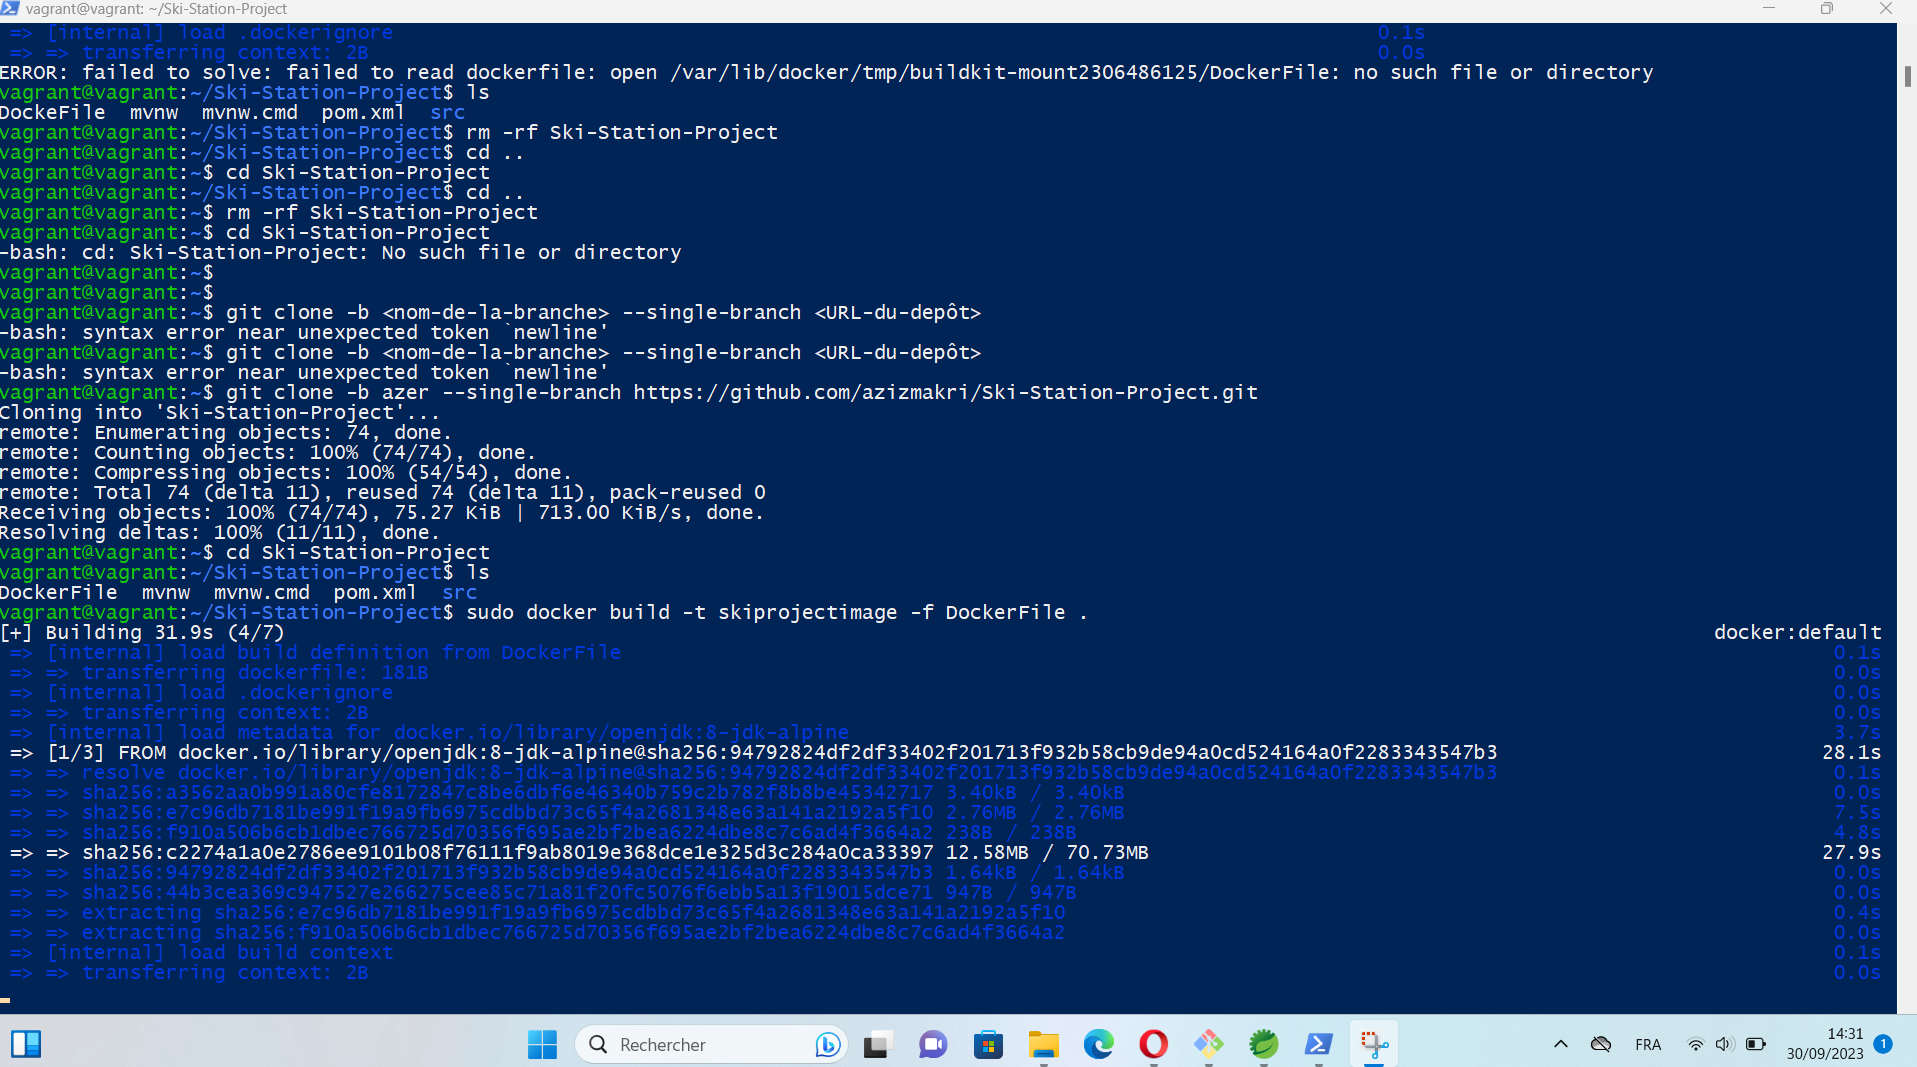 vagrant@vagrant: ~/Ski-Station-Project
=> [internal] load .dockerignore 0.1s
=> => transferring context: 2B 0.0s
ERROR: failed to solve: failed to read dockerfile: open /var/lib/docker/tmp/buildkit-mount2306486125/DockerFile: no such file or directory
vagrant@vagrant:~/Ski-Station-Project$ ls
DockeFile mvnw mvnw.cmd pom.xml src
vagrant@vagrant:~/Ski-Station-Project$ rm -rf Ski-Station-Project
vagrant@vagrant:~/Ski-Station-Project$ cd ..
vagrant@vagrant:~$ cd Ski-Station-Project
vagrant@vagrant:~/Ski-Station-Project$ cd ..
vagrant@vagrant:~$ rm -rf Ski-Station-Project
vagrant@vagrant:~$ cd Ski-Station-Project
-bash: cd: Ski-Station-Project: No such file or directory
vagrant@vagrant:~$
vagrant@vagrant:~$
vagrant@vagrant:~$ git clone -b <nom-de-la-branche> --single-branch <URL-du-depôt>
-bash: syntax error near unexpected token `newline'
vagrant@vagrant:~$ git clone -b <nom-de-la-branche> --single-branch <URL-du-depôt>
-bash: syntax error near unexpected token `newline'
vagrant@vagrant:~$ git clone -b azer --single-branch https://github.com/azizmakri/Ski-Station-Project.git
Cloning into 'Ski-Station-Project'...
remote: Enumerating objects: 74, done.
remote: Counting objects: 100% (74/74), done.
remote: Compressing objects: 100% (54/54), done.
remote: Total 74 (delta 11), reused 74 (delta 11), pack-reused 0
Receiving objects: 100% (74/74), 75.27 KiB | 713.00 KiB/s, done.
Resolving deltas: 100% (11/11), done.
vagrant@vagrant:~$ cd Ski-Station-Project
vagrant@vagrant:~/Ski-Station-Project$ ls
DockerFile mvnw mvnw.cmd pom.xml src
vagrant@vagrant:~/Ski-Station-Project$ sudo docker build -t skiprojectimage -f DockerFile .
[+] Building 31.9s (4/7) docker:default
=> [internal] load build definition from DockerFile 0.1s
=> => transferring dockerfile: 181B 0.0s
=> [internal] load .dockerignore 0.0s
=> => transferring context: 2B 0.0s
=> [internal] load metadata for docker.io/library/openjdk:8-jdk-alpine 3.7s
=> [1/3] FROM docker.io/library/openjdk:8-jdk-alpine@sha256:94792824df2df33402f201713f932b58cb9de94a0cd524164a0f2283343547b3 28.1s
=> => resolve docker.io/library/openjdk:8-jdk-alpine@sha256:94792824df2df33402f201713f932b58cb9de94a0cd524164a0f2283343547b3 0.1s
=> => sha256:a3562aa0b991a80cfe8172847c8be6dbf6e46340b759c2b782f8b8be45342717 3.40kB / 3.40kB 0.0s
=> => sha256:e7c96db7181be991f19a9fb6975cdbbd73c65f4a2681348e63a141a2192a5f10 2.76MB / 2.76MB 7.5s
=> => sha256:f910a506b6cb1dbec766725d70356f695ae2bf2bea6224dbe8c7c6ad4f3664a2 238B / 238B 4.8s
=> => sha256:c2274a1a0e2786ee9101b08f76111f9ab8019e368dce1e325d3c284a0ca33397 12.58MB / 70.73MB 27.9s
=> => sha256:94792824df2df33402f201713f932b58cb9de94a0cd524164a0f2283343547b3 1.64kB / 1.64kB 0.0s
=> => sha256:44b3cea369c947527e266275cee85c71a81f20fc5076f6ebb5a13f19015dce71 947B / 947B 0.0s
=> => extracting sha256:e7c96db7181be991f19a9fb6975cdbbd73c65f4a2681348e63a141a2192a5f10 0.4s
=> => extracting sha256:f910a506b6cb1dbec766725d70356f695ae2bf2bea6224dbe8c7c6ad4f3664a2 0.0s
=> [internal] load build context 0.1s
=> => transferring context: 2B 0.0s
Rechercher
FRA
14:31
30/09/2023
1